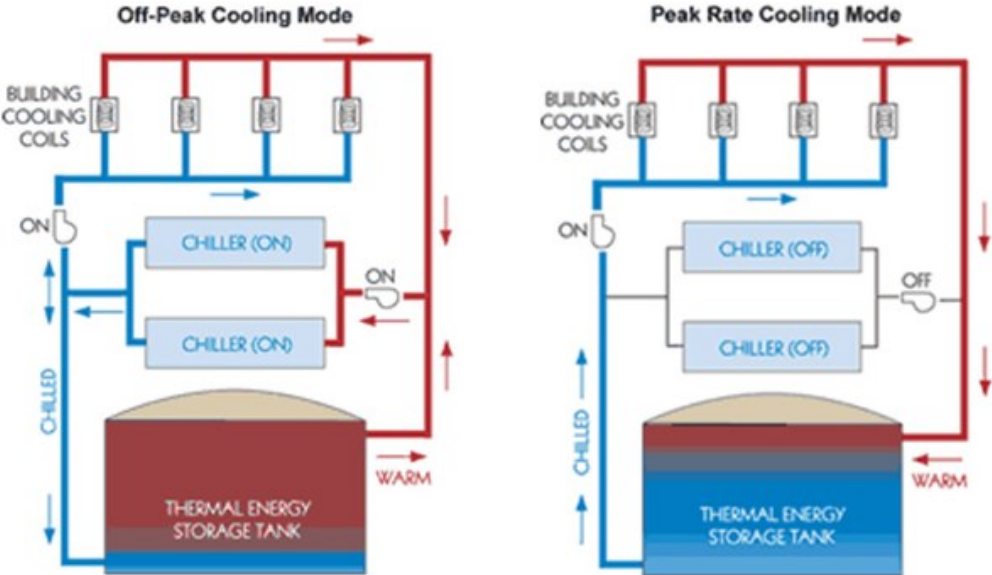 Off-Peak Cooling Mode
BUILDING
COOLING
COILS
ON
CHILLER (ON)
ON
CHILLER (ON)
CHILLED
WARM
THERMAL ENERGY
STORAGE TANK
Peak Rate Cooling Mode
BUILDING
COOLING
COILS
ON
CHILLER (OFF)
OFF
CHILLER (OFF)
CHILLED
WARM
THERMAL ENERGY
STORAGE TANK